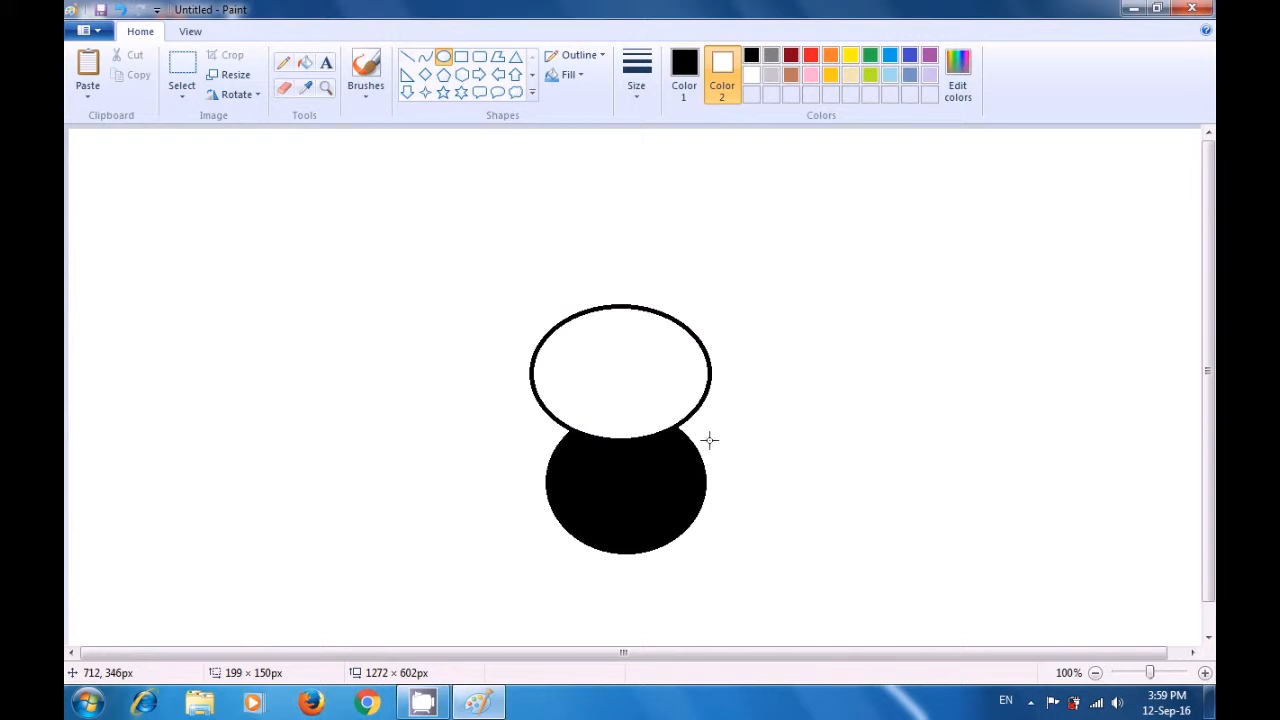 Untitled - Paint
Home View
Paste
Cut
Copy
Clipboard
Select
Crop
Resize
Rotate
Image
A
Tools
Brushes
Shapes
Outline
Fill
Size
Color 1
Color 2
Edit colors
Colors
712, 346px 199 × 150px 1272 × 602px 100%
EN 3:59 PM
12-Sep-16